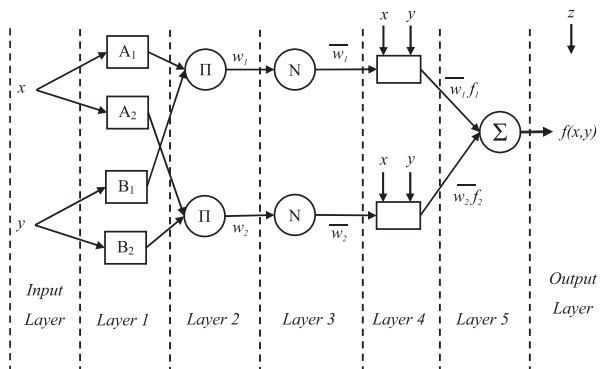 x y z
A₁ w₁ w̅₁
Π N
x A₂ w̅₁f₁
Σ f(x,y)
B₁ x y w̅₂f₂
y Π N
B₂ w₂ w̅₂
Input Layer
Layer 1
Layer 2
Layer 3
Layer 4
Layer 5
Output Layer